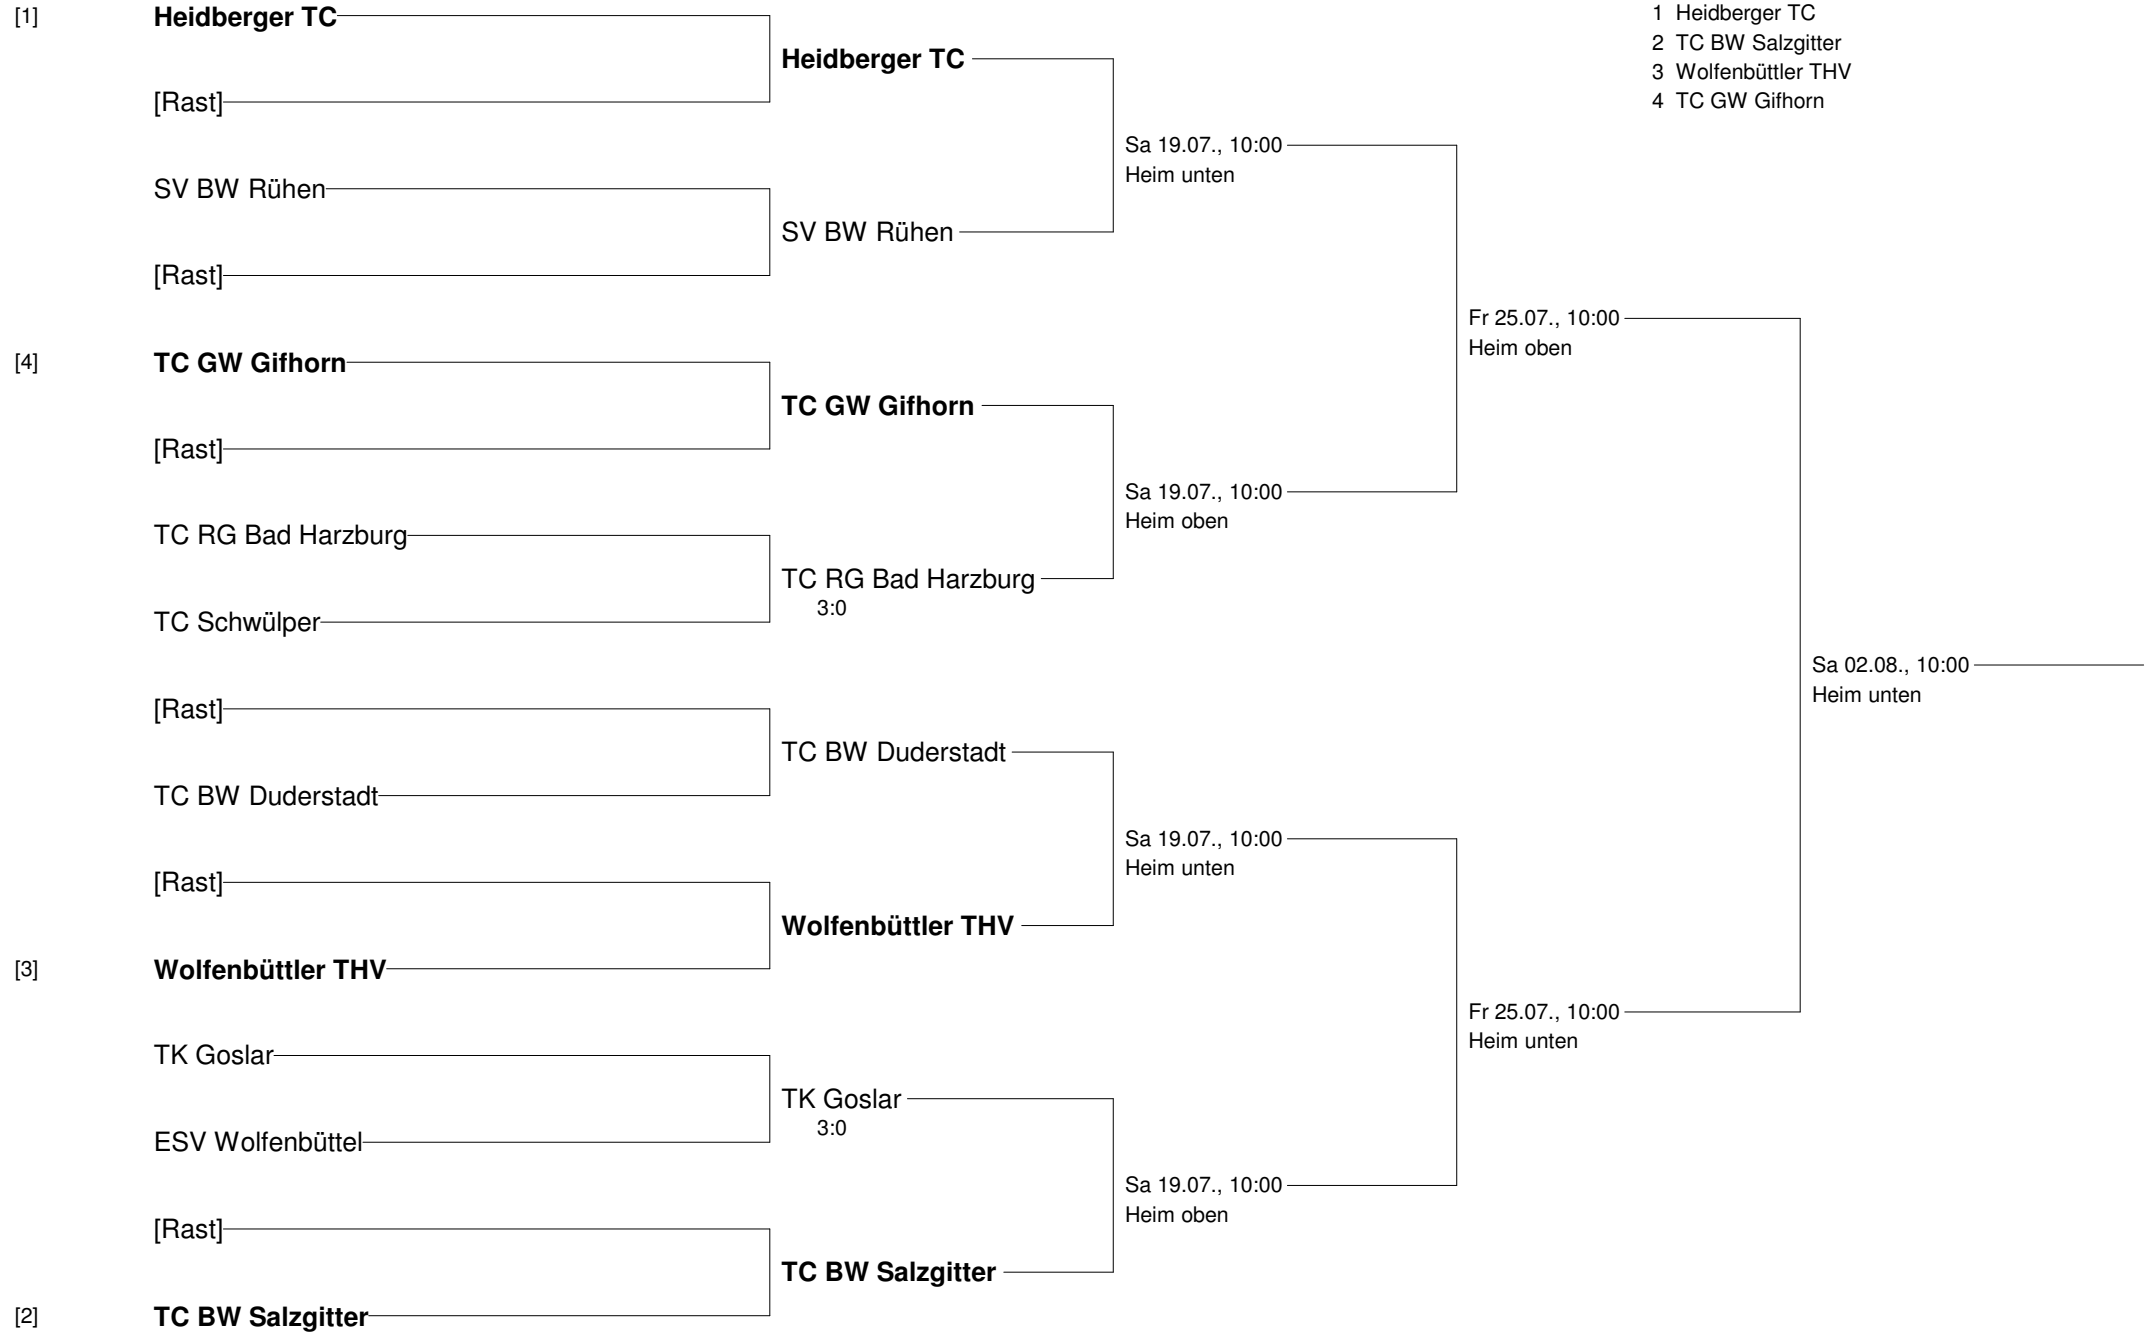 [1]
Heidberger TC
[Rast]
SV BW Rühen
[Rast]
[4]
TC GW Gifhorn
[Rast]
TC RG Bad Harzburg
TC Schwülper
[Rast]
TC BW Duderstadt
[Rast]
[3]
Wolfenbüttler THV
TK Goslar
ESV Wolfenbüttel
[Rast]
[2]
TC BW Salzgitter
Heidberger TC
SV BW Rühen
TC GW Gifhorn
TC RG Bad Harzburg
3:0
TC BW Duderstadt
Wolfenbüttler THV
TK Goslar
3:0
TC BW Salzgitter
Sa 19.07., 10:00
Heim unten
Sa 19.07., 10:00
Heim oben
Sa 19.07., 10:00
Heim unten
Sa 19.07., 10:00
Heim oben
Fr 25.07., 10:00
Heim oben
Fr 25.07., 10:00
Heim unten
Sa 02.08., 10:00
Heim unten
1 Heidberger TC
2 TC BW Salzgitter
3 Wolfenbüttler THV
4 TC GW Gifhorn